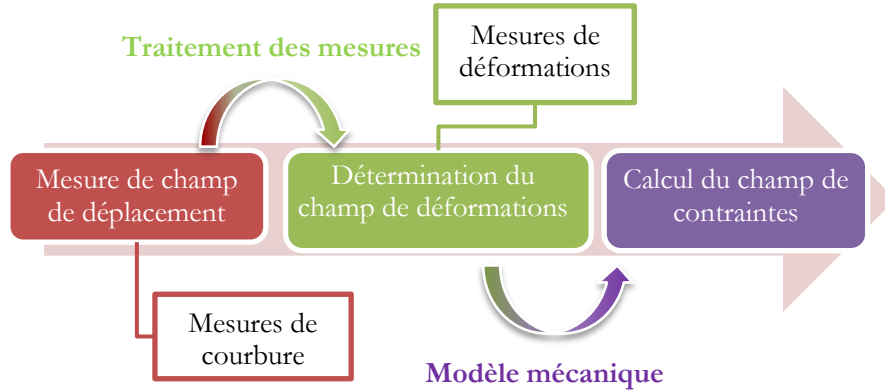 Traitement des mesures
Mesures de
déformations
Mesure de champ
de déplacement
Détermination du
champ de déformations
Calcul du champ de
contraintes
Mesures de
courbure
Modèle mécanique